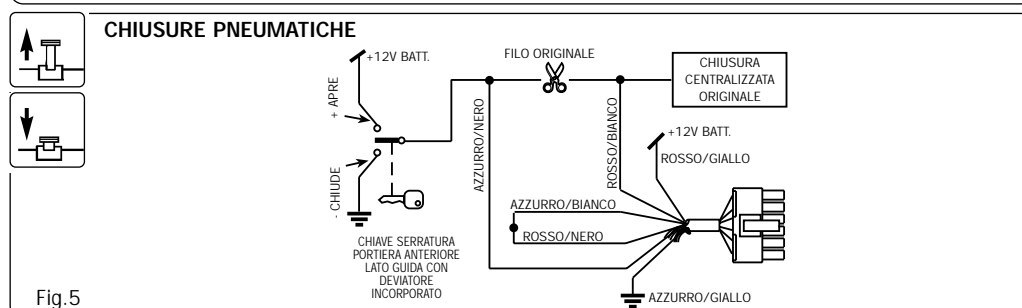 CHIUSURE PNEUMATICHE
+12V BATT.
FILO ORIGINALE
CHIUSURA
CENTRALIZZATA
ORIGINALE
+ APRE
- CHIUDE
AZZURRO/NERO
ROSSO/BIANCO
+12V BATT.
ROSSO/GIALLO
AZZURRO/BIANCO
ROSSO/NERO
CHIAVE SERRATURA
PORTIERA ANTERIORE
LATO GUIDA CON
DEVIATORE
INCORPORATO
AZZURRO/GIALLO
Fig.5